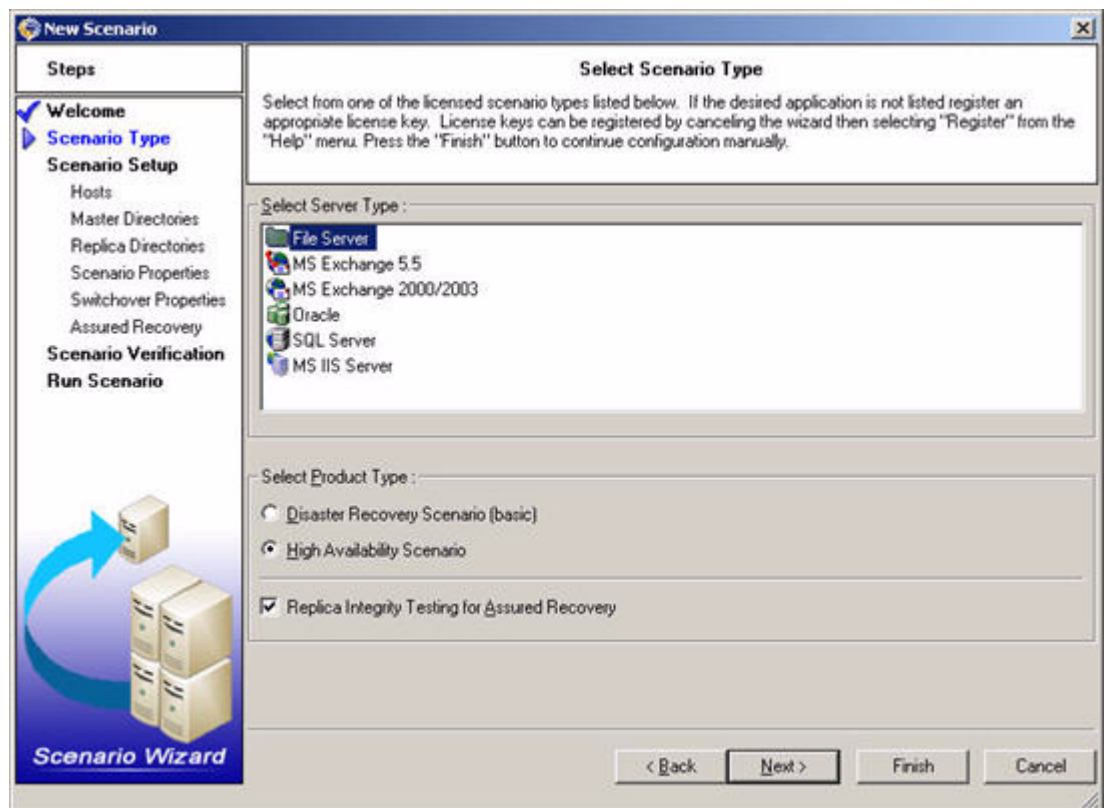 New Scenario
Steps
Welcome
Scenario Type
Scenario Setup
Hosts
Master Directories
Replica Directories
Scenario Properties
Switchover Properties
Assured Recovery
Scenario Verification
Run Scenario
Scenario Wizard
Select Scenario Type
Select from one of the licensed scenario types listed below. If the desired application is not listed register an
appropriate license key. License keys can be registered by canceling the wizard then selecting "Register" from the
"Help" menu. Press the "Finish" button to continue configuration manually.
Select Server Type :
File Server
MS Exchange 5.5
MS Exchange 2000/2003
Oracle
SQL Server
MS IIS Server
Select Product Type :
Disaster Recovery Scenario (basic)
High Availability Scenario
Replica Integrity Testing for Assured Recovery
< Back
Next >
Finish
Cancel